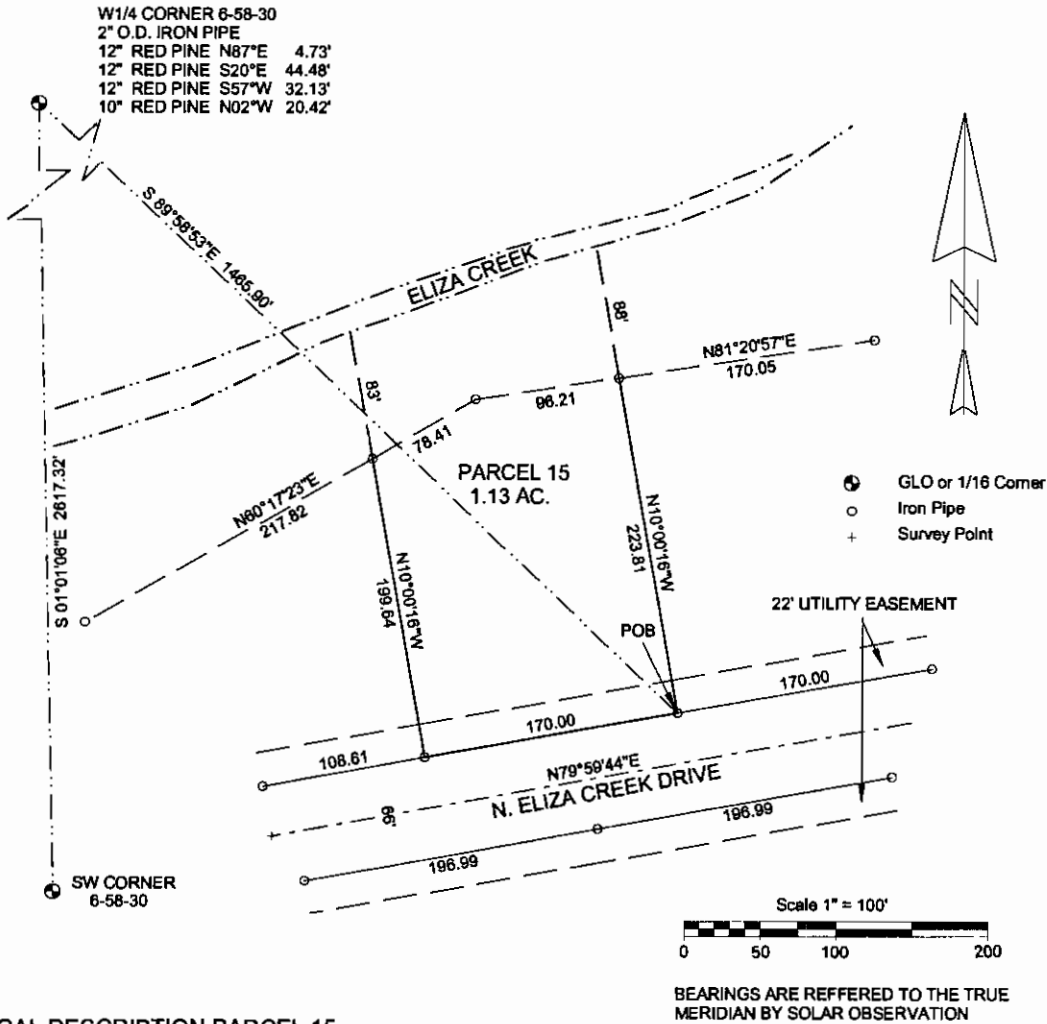 W1/4 CORNER 6-58-30
2" O.D. IRON PIPE
12" RED PINE N87°E 4.73'
12" RED PINE S20°E 44.48'
12" RED PINE S57°W 32.13'
10" RED PINE N02°W 20.42'
S 89°58'53"E 1465.90'
ELIZA CREEK
88'
N81°20'57"E
170.05
83'
96.21
78.41
N
PARCEL 15
1.13 AC.
GLO or 1/16 Corner
Iron Pipe
Survey Point
N60°17'23"E
217.82
S 01°01'06"E 2617.32'
N10°00'16"W
199.64
N10°00'16"W
223.81
22' UTILITY EASEMENT
POB
170.00
170.00
108.61
N79°59'44"E
N. ELIZA CREEK DRIVE
66'
196.99
196.99
SW CORNER
6-58-30
Scale 1" = 100'
0 50 100 200
BEARINGS ARE REFFERED TO THE TRUE
MERIDIAN BY SOLAR OBSERVATION